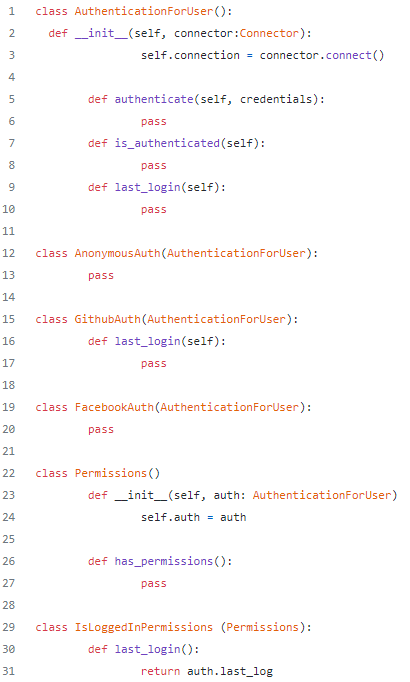 1 class AuthenticationForUser():
2 def __init__(self, connector:Connector):
3 self.connection = connector.connect()
4
5 def authenticate(self, credentials):
6 pass
7 def is_authenticated(self):
8 pass
9 def last_login(self):
10 pass
11
12 class AnonymousAuth(AuthenticationForUser):
13 pass
14
15 class GithubAuth(AuthenticationForUser):
16 def last_login(self):
17 pass
18
19 class FacebookAuth(AuthenticationForUser):
20 pass
21
22 class Permissions()
23 def __init__(self, auth: AuthenticationForUser)
24 self.auth = auth
25
26 def has_permissions():
27 pass
28
29 class IsLoggedInPermissions (Permissions):
30 def last_login():
31 return auth.last_log